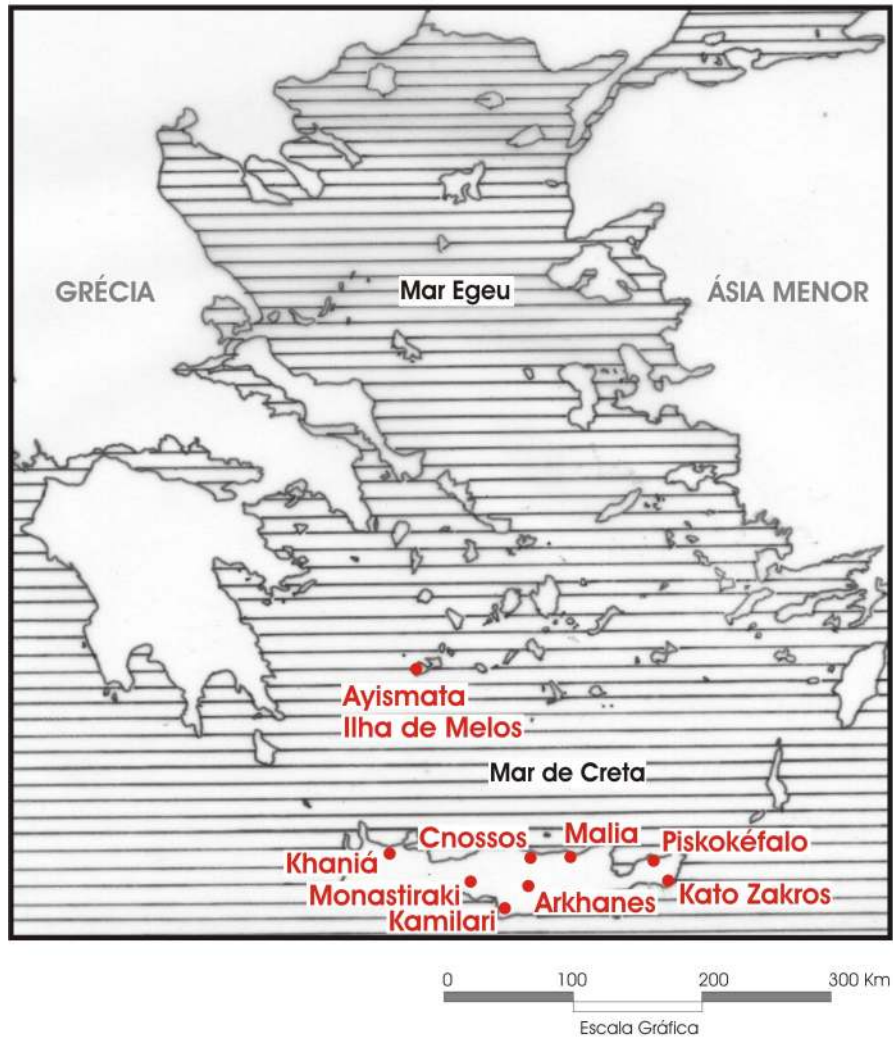 GRÉCIA
Mar Egeu
ÁSIA MENOR
Ayismata
Ilha de Melos
Mar de Creta
Cnossos
Malia
Piskokéfalo
Khaniá
Monastiraki
Arkhanes
Kato Zakros
Kamilari
0 100 200 300 Km
Escala Gráfica